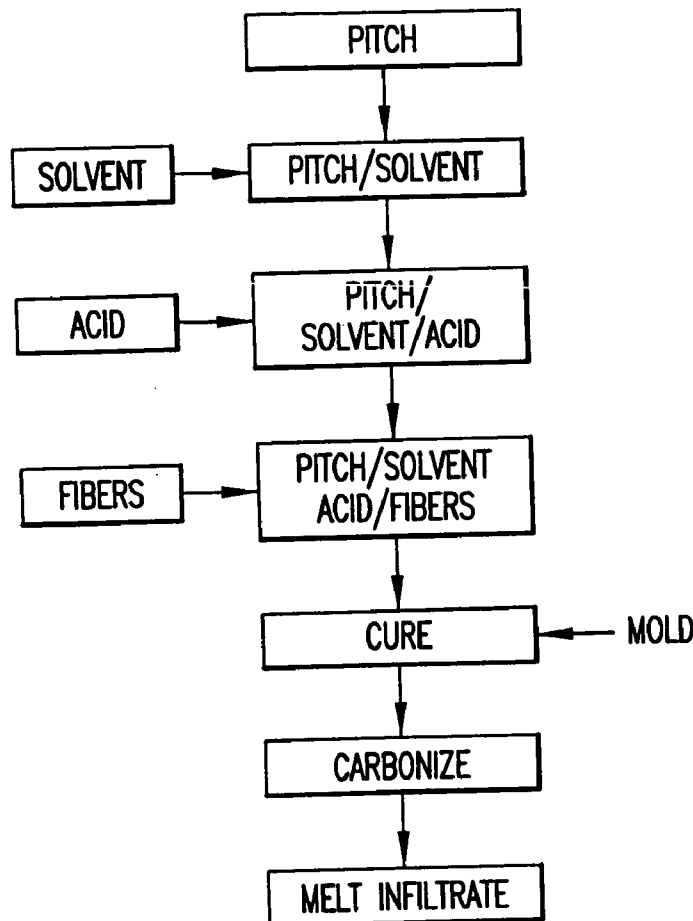 PITCH
SOLVENT
PITCH/SOLVENT
ACID
PITCH/
SOLVENT/ACID
FIBERS
PITCH/SOLVENT
ACID/FIBERS
CURE
MOLD
CARBONIZE
MELT INFILTRATE